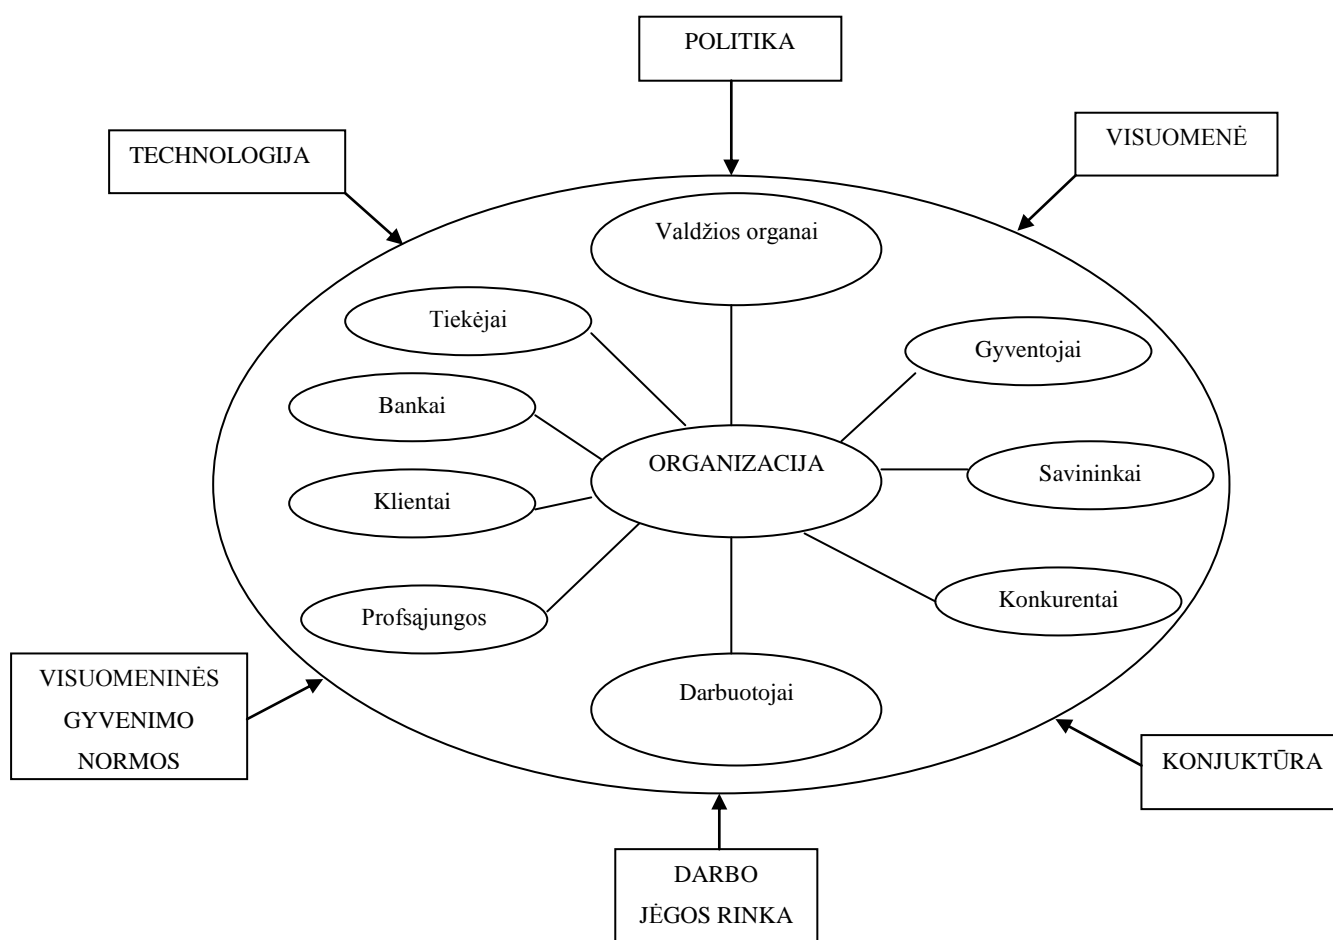 POLITIKA
TECHNOLOGIJA
VISUOMENĖ
Valdžios organai
Tiekėjai
Gyventojai
Bankai
ORGANIZACIJA
Savininkai
Klientai
Konkurentai
Profsąjungos
Darbuotojai
VISUOMENINĖS
GYVENIMO
NORMOS
KONJUKTŪRA
DARBO
JĖGOS RINKA